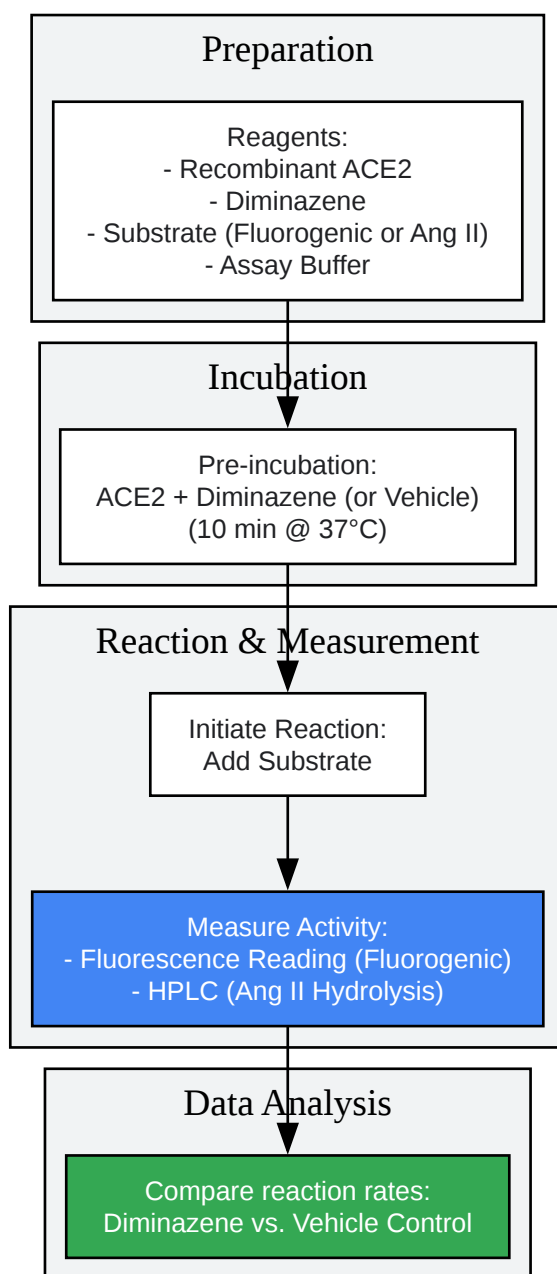 Preparation
Reagents:
- Recombinant ACE2
- Diminazene
- Substrate (Fluorogenic or Ang II)
- Assay Buffer
Incubation
Pre-incubation:
ACE2 + Diminazene (or Vehicle)
(10 min @ 37°C)
Reaction & Measurement
Initiate Reaction:
Add Substrate
Measure Activity:
- Fluorescence Reading (Fluorogenic)
- HPLC (Ang II Hydrolysis)
Data Analysis
Compare reaction rates:
Diminazene vs. Vehicle Control